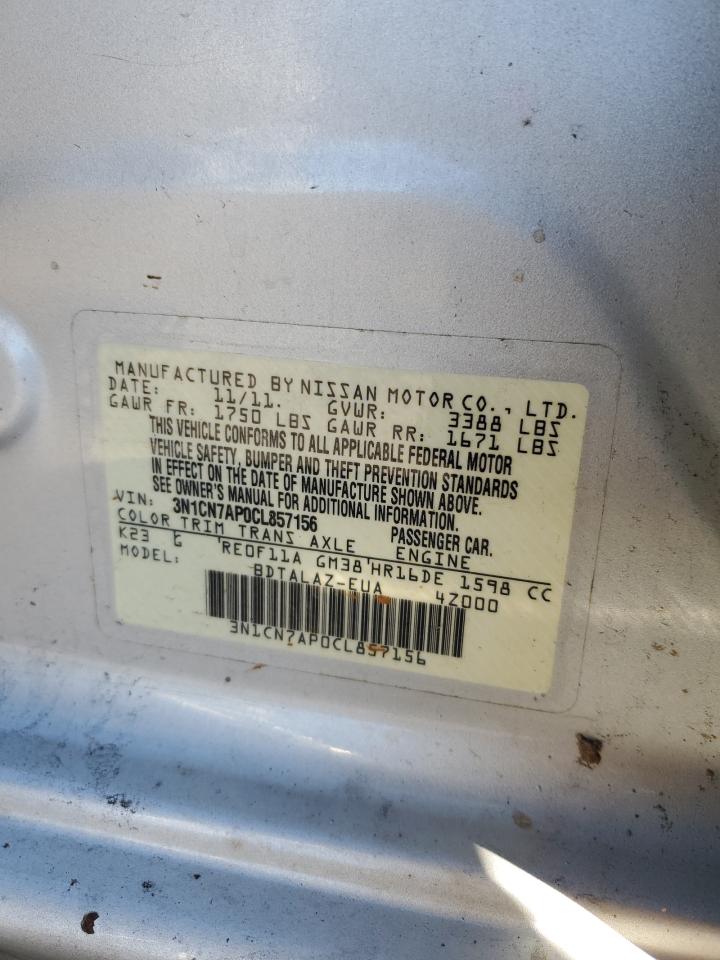 MANUFACTURED BY NISSAN MOTOR CO., LTD.
DATE: 11/11. GVWR: 3388 LBS
GAWR FR: 1750 LBS GAWR RR: 1671 LBS
THIS VEHICLE CONFORMS TO ALL APPLICABLE FEDERAL MOTOR
VEHICLE SAFETY, BUMPER AND THEFT PREVENTION STANDARDS
IN EFFECT ON THE DATE OF MANUFACTURE SHOWN ABOVE.
SEE OWNER'S MANUAL FOR ADDITIONAL INFORMATION.
VIN: 3N1CN7AP0CL857156 PASSENGER CAR.
COLOR TRIM TRANS AXLE ENGINE
K23 G RE0F11A GM38 HR16DE 1598 CC
MODEL: BDTALAZ-EUA 4Z000
3N1CN7AP0CL857156